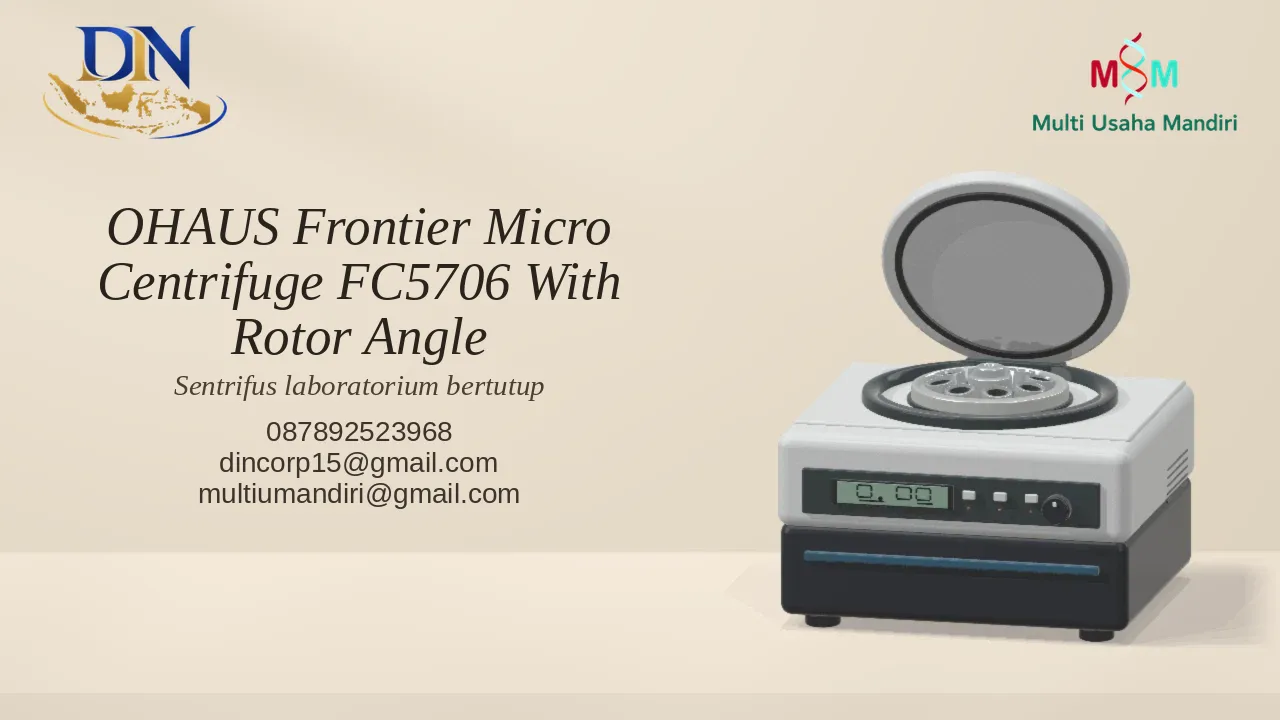 DIN
MSM
Multi Usaha Mandiri
OHAUS Frontier Micro
Centrifuge FC5706 With
Rotor Angle
Sentrifus laboratorium bertutup
087892523968
dincorp15@gmail.com
multiumandiri@gmail.com
0.00